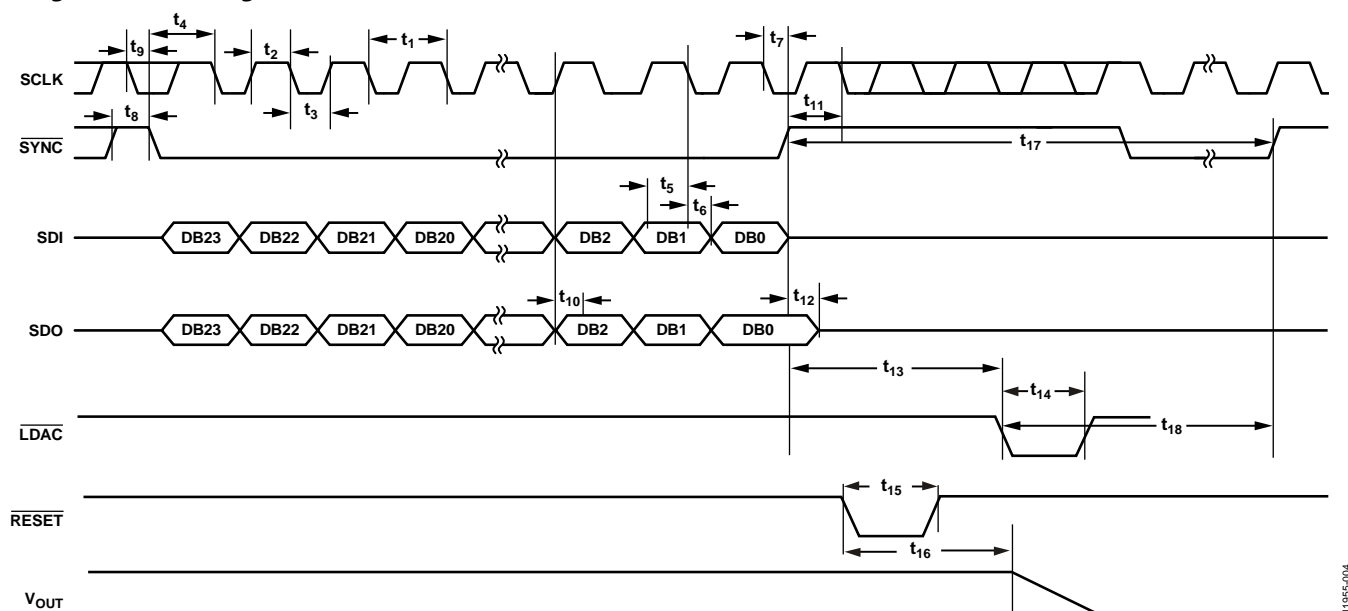 t4
t9
t2
t1
t7
SCLK
t8
t3
t11
SYNC
t17
t5
t6
SDI
DB23
DB22
DB21
DB20
DB2
DB1
DB0
t10
t12
SDO
DB23
DB22
DB21
DB20
DB2
DB1
DB0
t13
t14
LDAC
t18
t15
RESET
t16
VOUT